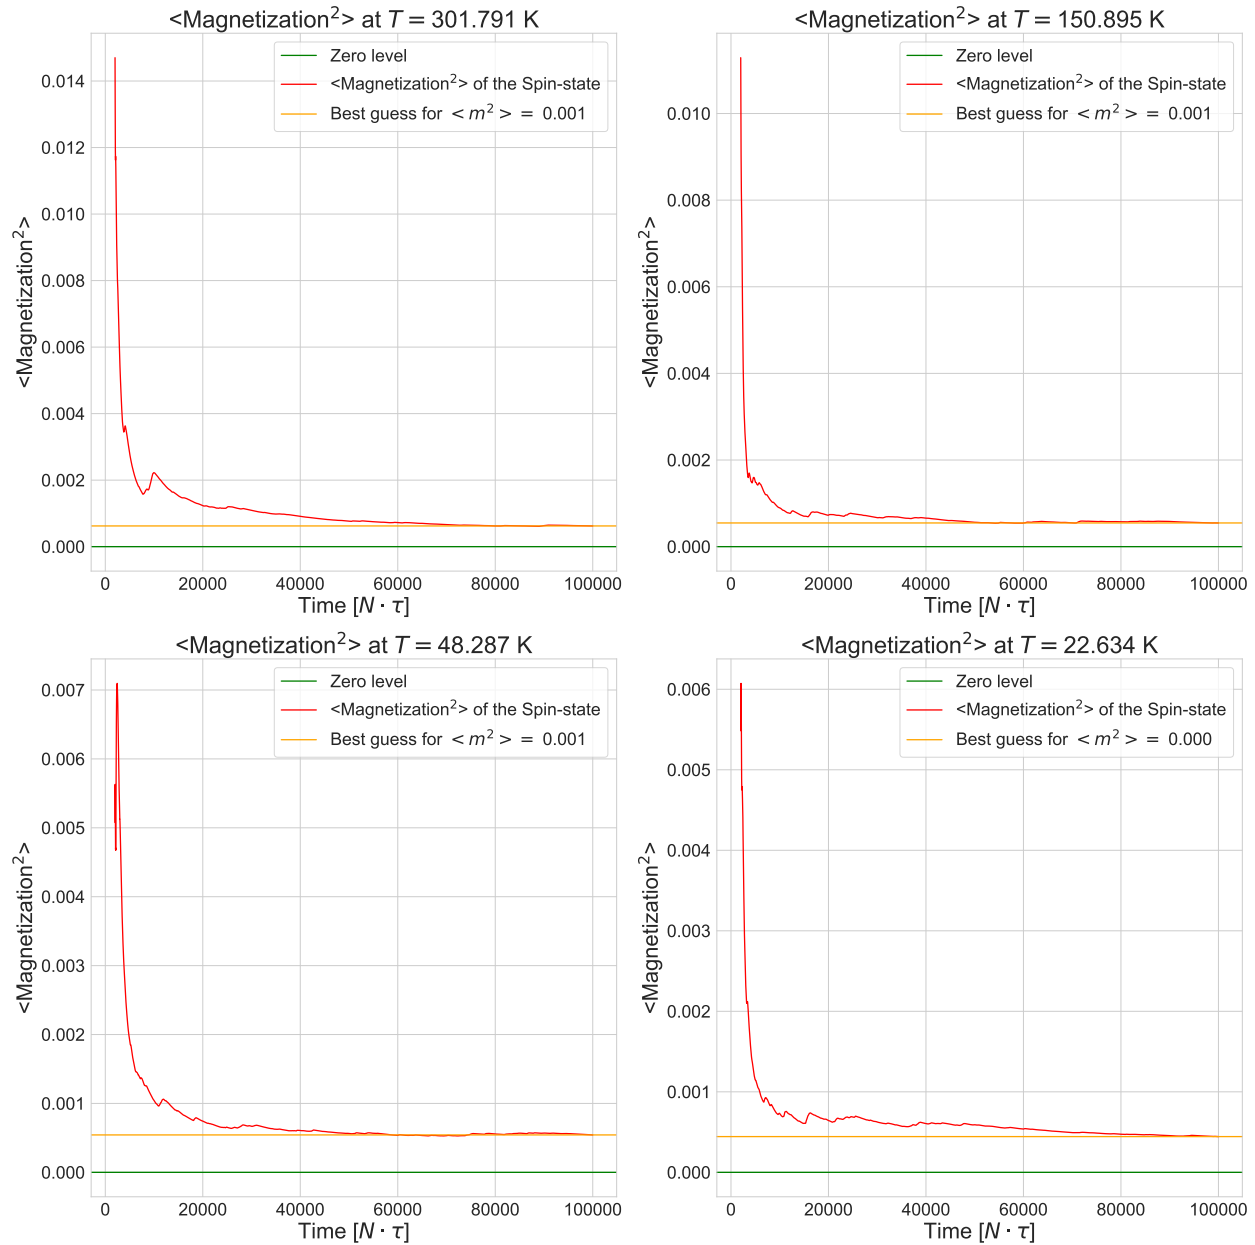 <Magnetization²> at T = 301.791 K
Zero level
<Magnetization²> of the Spin-state
Best guess for < m² > = 0.001
<Magnetization²>
0.014
0.012
0.010
0.008
0.006
0.004
0.002
0.000
0 20000 40000 60000 80000 100000
Time [N · τ]
<Magnetization²> at T = 150.895 K
Zero level
<Magnetization²> of the Spin-state
Best guess for < m² > = 0.001
<Magnetization²>
0.010
0.008
0.006
0.004
0.002
0.000
0 20000 40000 60000 80000 100000
Time [N · τ]
<Magnetization²> at T = 48.287 K
Zero level
<Magnetization²> of the Spin-state
Best guess for < m² > = 0.001
<Magnetization²>
0.007
0.006
0.005
0.004
0.003
0.002
0.001
0.000
0 20000 40000 60000 80000 100000
Time [N · τ]
<Magnetization²> at T = 22.634 K
Zero level
<Magnetization²> of the Spin-state
Best guess for < m² > = 0.000
<Magnetization²>
0.006
0.005
0.004
0.003
0.002
0.001
0.000
0 20000 40000 60000 80000 100000
Time [N · τ]